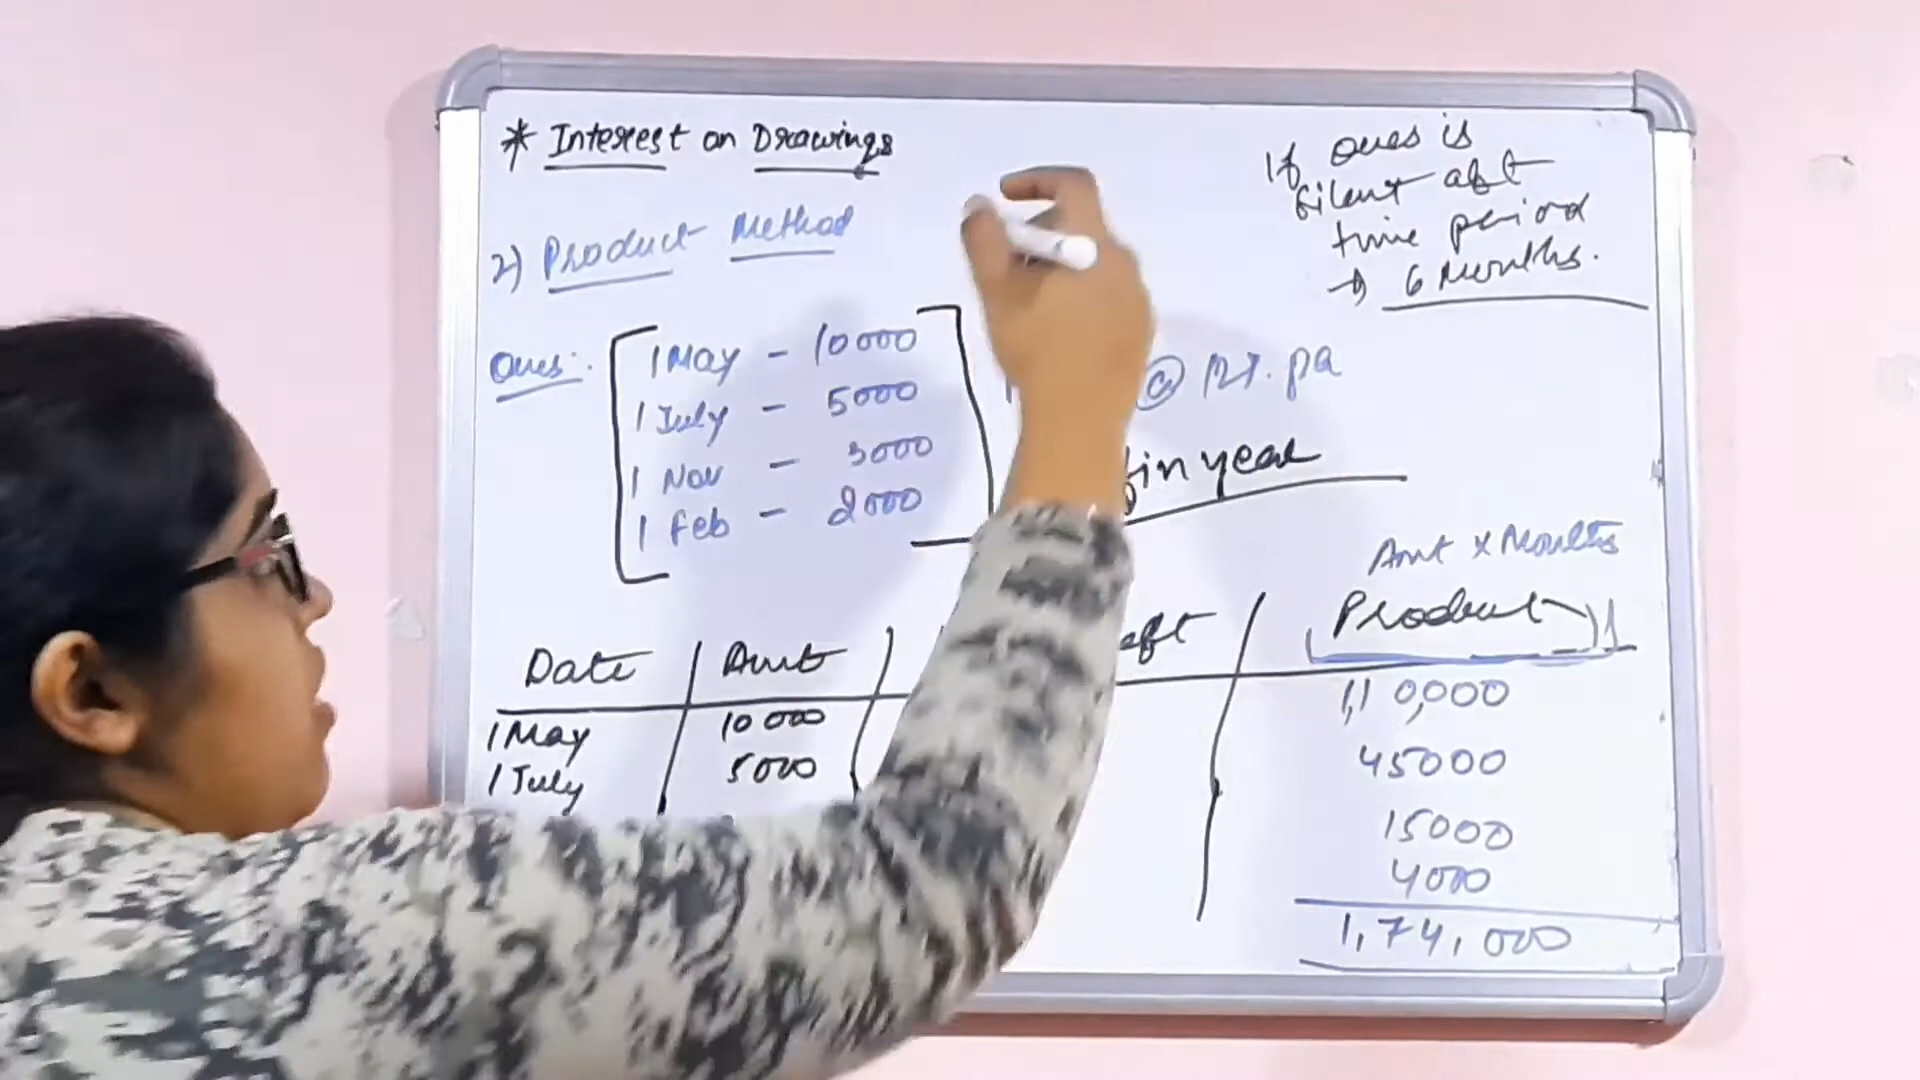 * Interest on Drawings
If Ques is
silent abt
time period
→ 6 Months.
2) Product Method
Ques:
1 May - 10000
1 July - 5000
1 Nov - 3000
1 Feb - 2000
@ 12%. pa
fin year
Amt x Months
Date
Amt
Product
1 May
10000
1,10,000
1 July
5000
45000
15000
4000
1,74,000